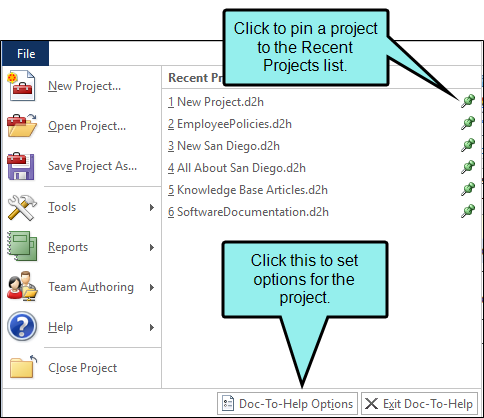 Click to pin a project
to the Recent
Projects list.
File
Recent Pr
New Project...
Open Project...
Save Project As...
Tools
Reports
Team Authoring
Help
Close Project
1 New Project.d2h
2 EmployeePolicies.d2h
3 New San Diego.d2h
4 All About San Diego.d2h
5 Knowledge Base Articles.d2h
6 SoftwareDocumentation.d2h
Click this to set
options for the
project.
Doc-To-Help Options
Exit Doc-To-Help